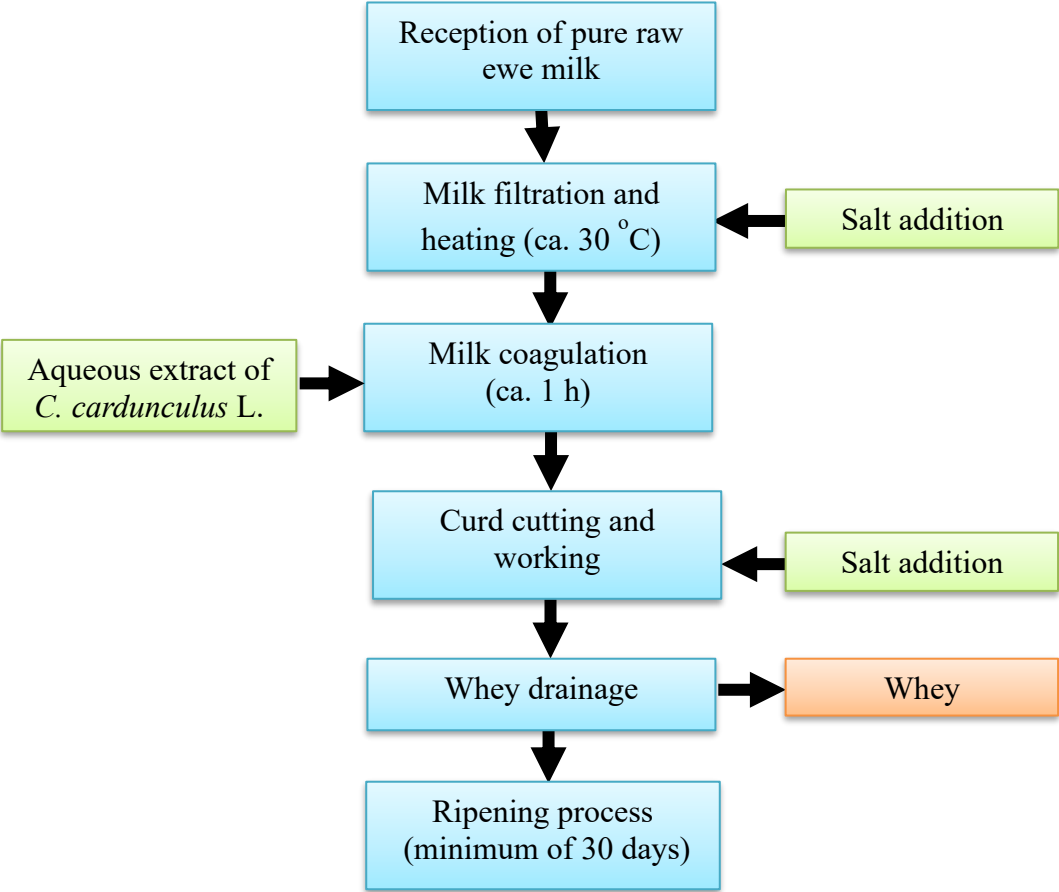 Reception of pure raw
ewe milk
Milk filtration and
heating (ca. 30 °C)
Salt addition
Milk coagulation
(ca. 1 h)
Aqueous extract of
C. cardunculus L.
Curd cutting and
working
Salt addition
Whey drainage
Whey
Ripening process
(minimum of 30 days)